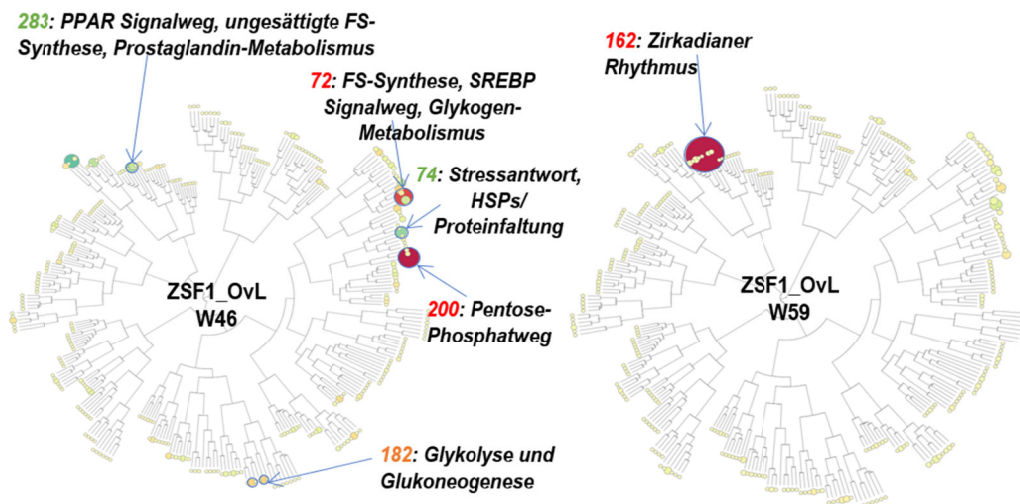 283: PPAR Signalweg, ungesättigte FS-
Synthese, Prostaglandin-Metabolismus
72: FS-Synthese, SREBP
Signalweg, Glykogen-
Metabolismus
74: Stressantwort,
HSPs/
Proteinfaltung
ZSF1_OvL
W46
200: Pentose-
Phosphatweg
182: Glykolyse und
Glukoneogenese
162: Zirkadianer
Rhythmus
ZSF1_OvL
W59